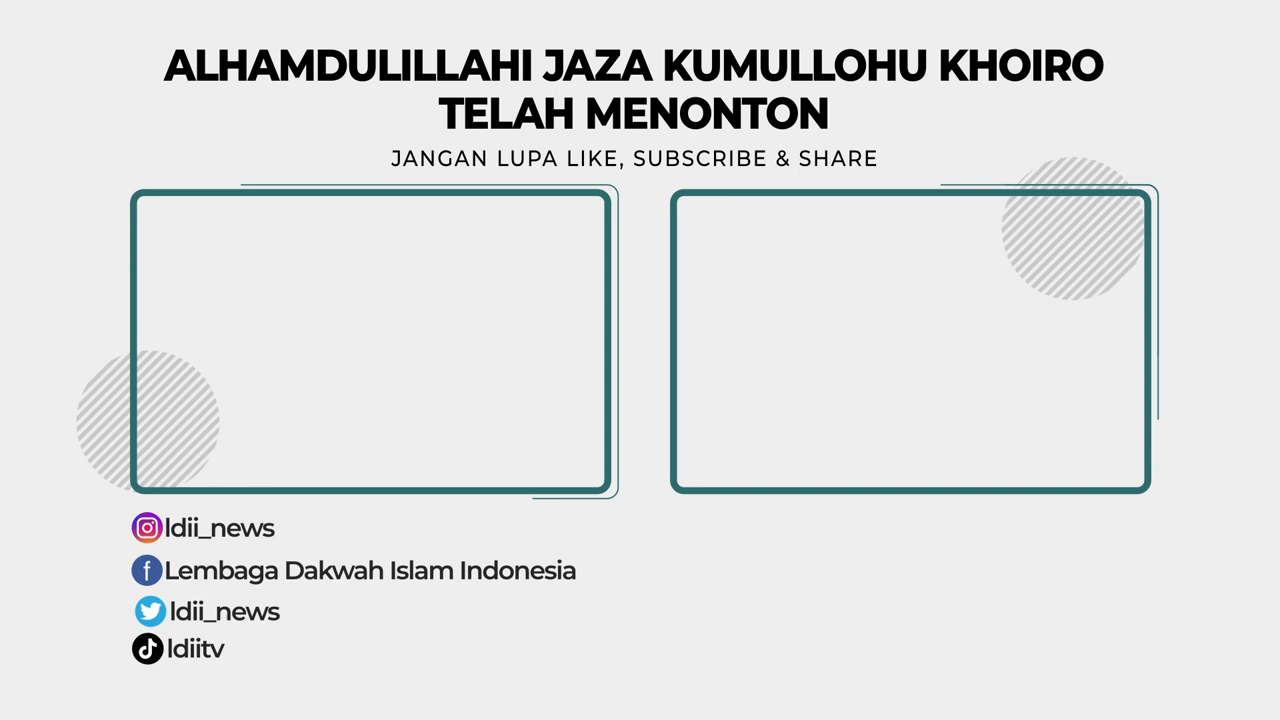 ALHAMDULILLAHI JAZA KUMULLOHU KHOIRO
TELAH MENONTON
JANGAN LUPA LIKE, SUBSCRIBE & SHARE
ldii_news
Lembaga Dakwah Islam Indonesia
ldii_news
ldiitv